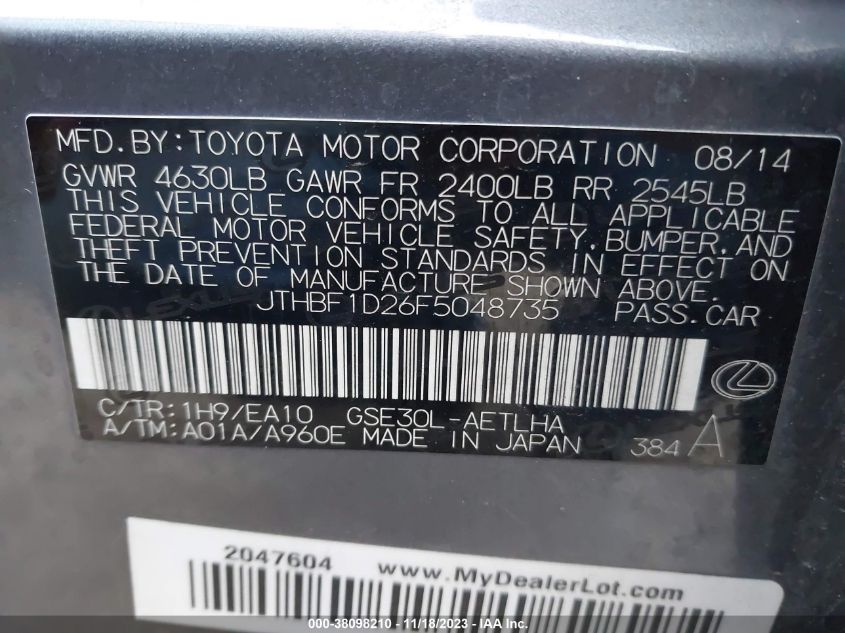 MFD. BY: TOYOTA MOTOR CORPORATION 08/14
GVWR 4630LB GAWR FR 2400LB RR 2545LB
THIS VEHICLE CONFORMS TO ALL APPLICABLE
FEDERAL MOTOR VEHICLE SAFETY, BUMPER, AND
THEFT PREVENTION STANDARDS IN EFFECT ON
THE DATE OF MANUFACTURE SHOWN ABOVE.
JTHBF1D26F5048735 PASS. CAR
C/TR: 1H9/EA10 GSE30L-AETLHA
A/TM: A01A/A960E MADE IN JAPAN 384 A
2047604 www.MyDealerLot.com
000-38098210 - 11/18/2023 - IAA Inc.